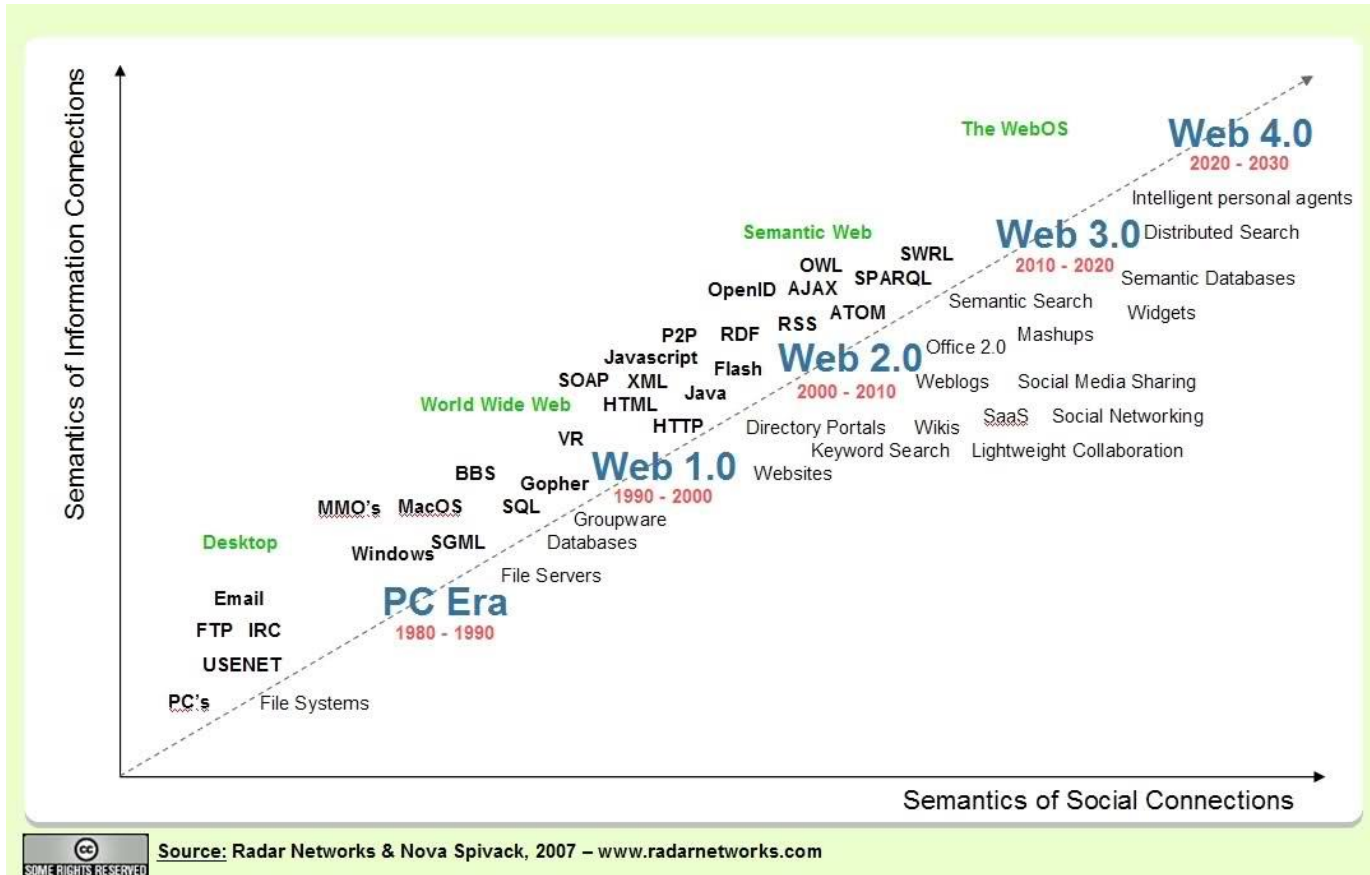 Semantics of Information Connections
The WebOS
Web 4.0
2020 - 2030
Intelligent personal agents
Semantic Web
Web 3.0
Distributed Search
2010 - 2020
SWRL
OWL
SPARQL
Semantic Databases
OpenID
AJAX
Semantic Search
Widgets
ATOM
RSS
P2P
RDF
Mashups
Office 2.0
Javascript
Web 2.0
Flash
SOAP
XML
Weblogs
Social Media Sharing
2000 - 2010
Java
World Wide Web
HTML
SaaS
Social Networking
HTTP
Directory Portals
Wikis
VR
Keyword Search
Lightweight Collaboration
Web 1.0
Websites
BBS
Gopher
1990 - 2000
MMO's
MacOS
SQL
Groupware
Desktop
SGML
Databases
Windows
File Servers
Email
PC Era
FTP
IRC
1980 - 1990
USENET
PC's
File Systems
Semantics of Social Connections
cc
SOME RIGHTS RESERVED
Source: Radar Networks & Nova Spivack, 2007 – www.radarnetworks.com